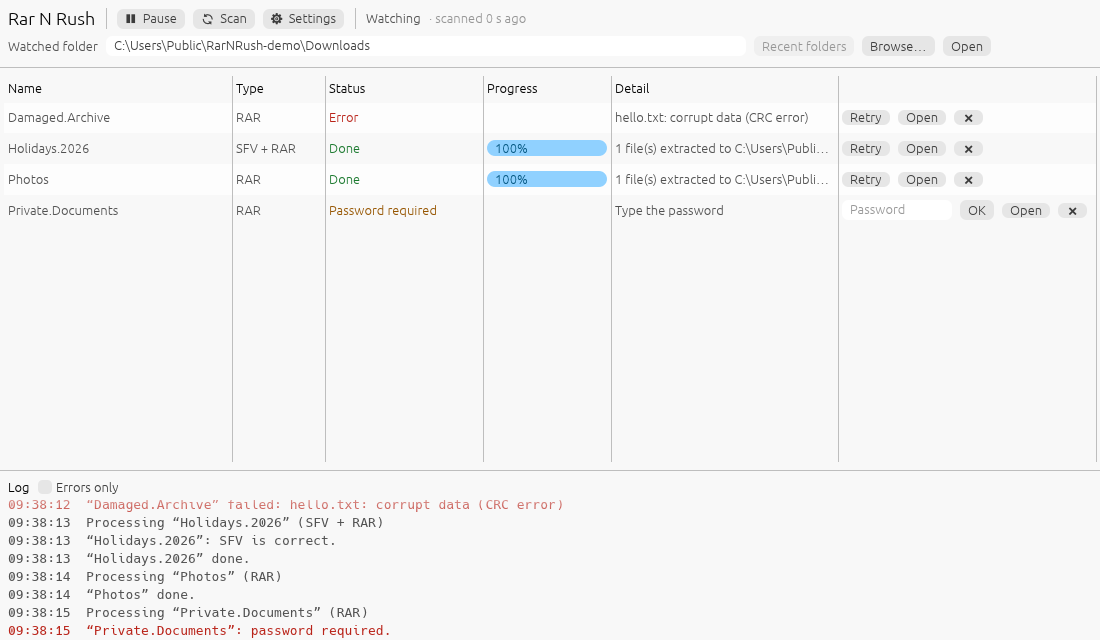 Rar N Rush Pause Scan Settings Watching · scanned 0 s ago
Watched folder C:\Users\Public\RarNRush-demo\Downloads Recent folders Browse... Open
Name Type Status Progress Detail
Damaged.Archive RAR Error hello.txt: corrupt data (CRC error) Retry Open ×
Holidays.2026 SFV + RAR Done 100% 1 file(s) extracted to C:\Users\Publi... Retry Open ×
Photos RAR Done 100% 1 file(s) extracted to C:\Users\Publi... Retry Open ×
Private.Documents RAR Password required Type the password Password OK Open ×
Log Errors only
09:38:12 “Damaged.Archive” failed: hello.txt: corrupt data (CRC error)
09:38:13 Processing “Holidays.2026” (SFV + RAR)
09:38:13 “Holidays.2026”: SFV is correct.
09:38:13 “Holidays.2026” done.
09:38:14 Processing “Photos” (RAR)
09:38:14 “Photos” done.
09:38:15 Processing “Private.Documents” (RAR)
09:38:15 “Private.Documents”: password required.